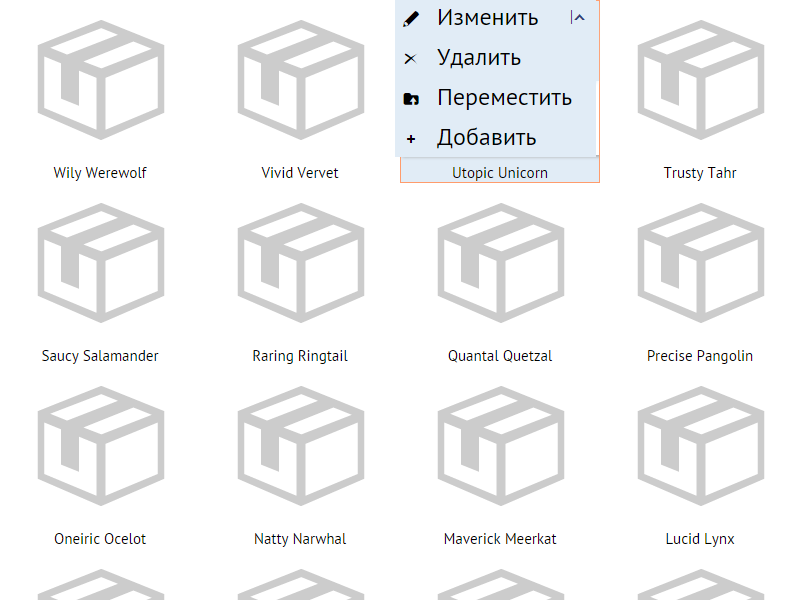 Изменить
Удалить
Переместить
Добавить
Wily Werewolf
Vivid Vervet
Utopic Unicorn
Trusty Tahr
Saucy Salamander
Raring Ringtail
Quantal Quetzal
Precise Pangolin
Oneiric Ocelot
Natty Narwhal
Maverick Meerkat
Lucid Lynx